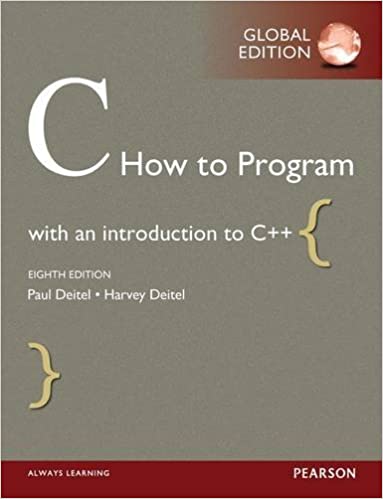 GLOBAL
EDITION
C How to Program
with an introduction to C++ {
EIGHTH EDITION
Paul Deitel • Harvey Deitel
}
ALWAYS LEARNING
PEARSON